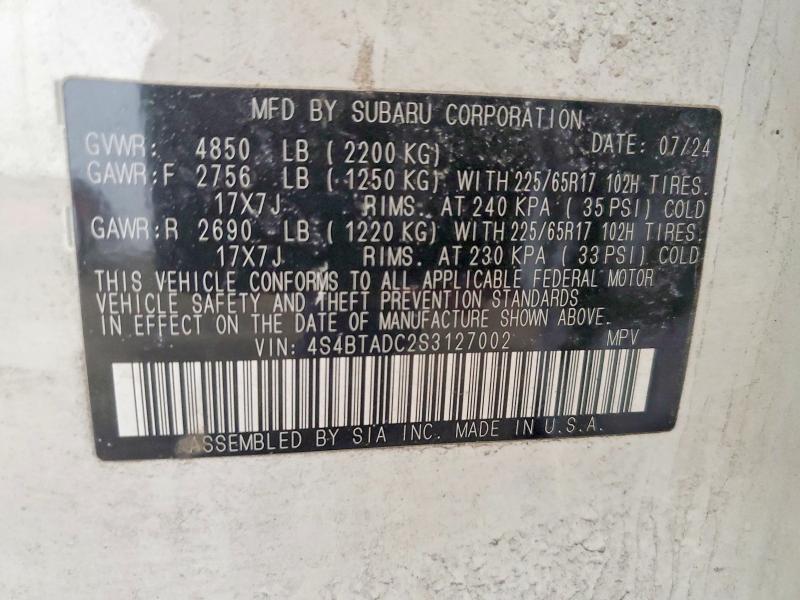 MFD BY SUBARU CORPORATION
GVWR: 4850 LB ( 2200 KG) DATE: 07/24
GAWR:F 2756 LB ( 1250 KG) WITH 225/65R17 102H TIRES.
17X7J RIMS. AT 240 KPA ( 35 PSI) COLD
GAWR:R 2690 LB ( 1220 KG) WITH 225/65R17 102H TIRES.
17X7J RIMS. AT 230 KPA ( 33 PSI) COLD
THIS VEHICLE CONFORMS TO ALL APPLICABLE FEDERAL MOTOR
VEHICLE SAFETY AND THEFT PREVENTION STANDARDS
IN EFFECT ON THE DATE OF MANUFACTURE SHOWN ABOVE.
VIN: 4S4BTADC2S3127002 MPV
ASSEMBLED BY SIA INC. MADE IN U.S.A.